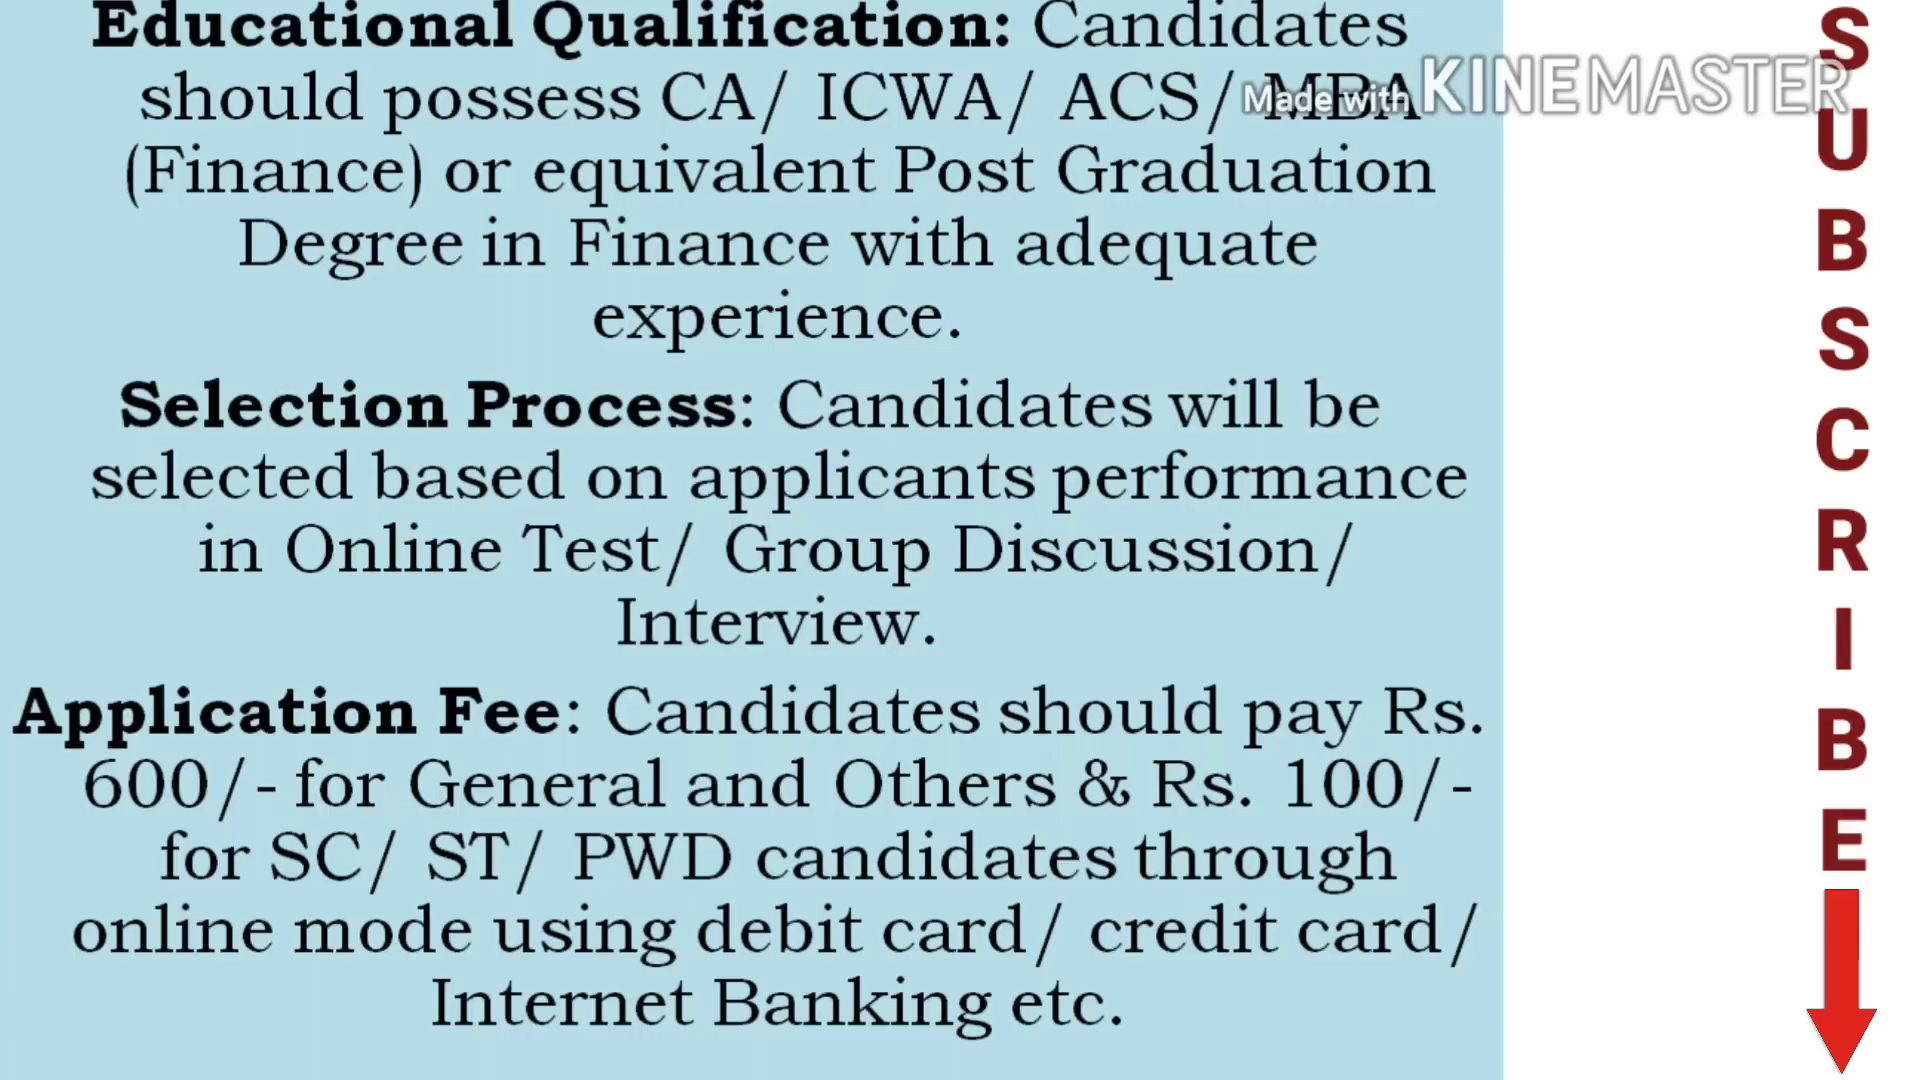 Educational Qualification: Candidates
should possess CA/ ICWA/ ACS/ MBA
(Finance) or equivalent Post Graduation
Degree in Finance with adequate
experience.
Selection Process: Candidates will be
selected based on applicants performance
in Online Test/ Group Discussion/
Interview.
Application Fee: Candidates should pay Rs.
600/- for General and Others & Rs. 100/-
for SC/ ST/ PWD candidates through
online mode using debit card/ credit card/
Internet Banking etc.
Made with KINEMASTER
SUBSCRIBE